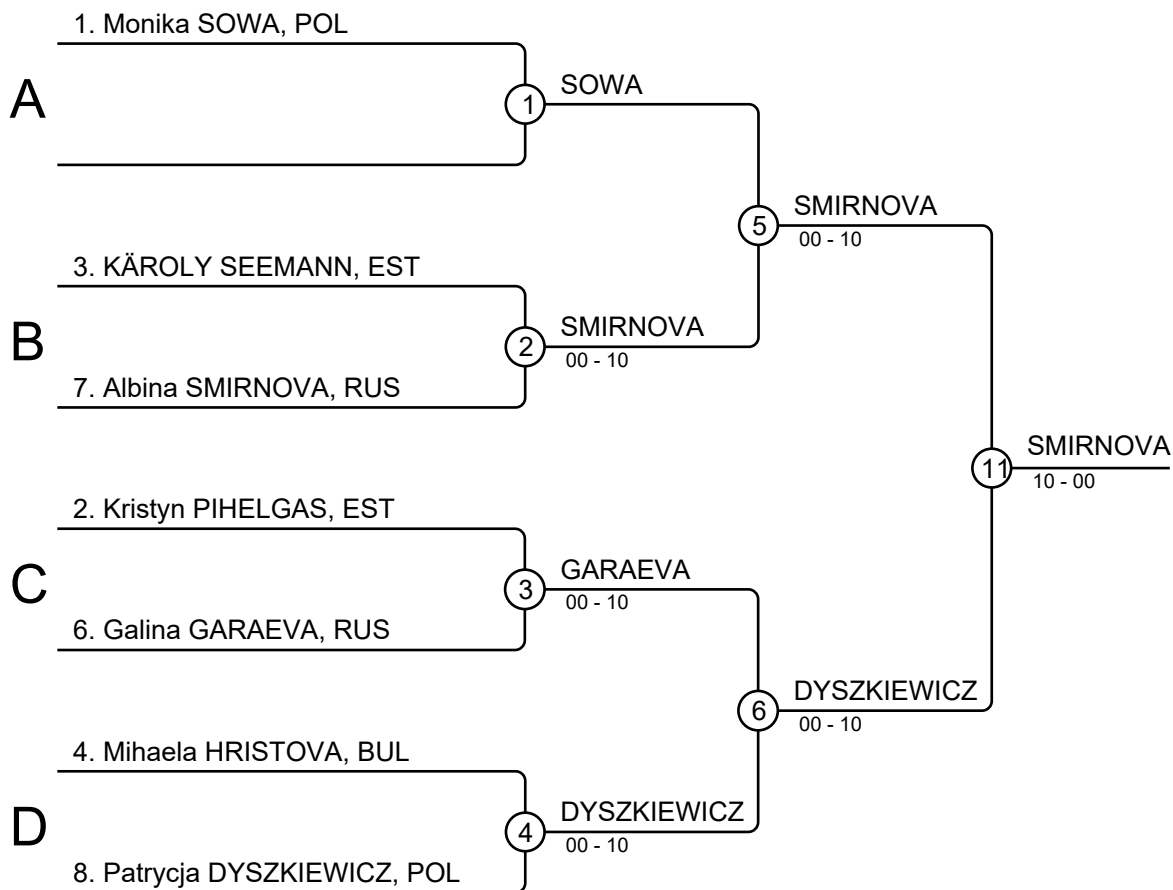 1. Monika SOWA, POL
A
1
SOWA
5
SMIRNOVA
00 - 10
3. KÄROLY SEEMANN, EST
B
2
SMIRNOVA
00 - 10
7. Albina SMIRNOVA, RUS
11
SMIRNOVA
10 - 00
2. Kristyn PIHELGAS, EST
C
3
GARAEVA
00 - 10
6. Galina GARAEVA, RUS
6
DYSZKIEWICZ
00 - 10
4. Mihaela HRISTOVA, BUL
D
4
DYSZKIEWICZ
00 - 10
8. Patrycja DYSZKIEWICZ, POL